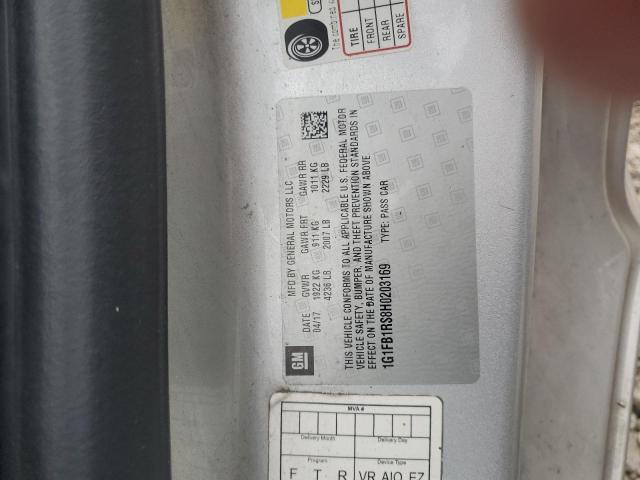 The combined
TIRE
FRONT
REAR
SPARE
MFD BY GENERAL MOTORS LLC
DATE GVWR GAWR FRT GAWR RR
04/17 1922 KG 911 KG 1011 KG
4236 LB 2007 LB 2229 LB
THIS VEHICLE CONFORMS TO ALL APPLICABLE U.S. FEDERAL MOTOR
VEHICLE SAFETY, BUMPER, AND THEFT PREVENTION STANDARDS IN
EFFECT ON THE DATE OF MANUFACTURE SHOWN ABOVE
1G1FB1RS8H0203169 TYPE: PASS CAR
GM
MVA #
Delivery Month Delivery Day
Program Device Type
F T R VR AIO EZ